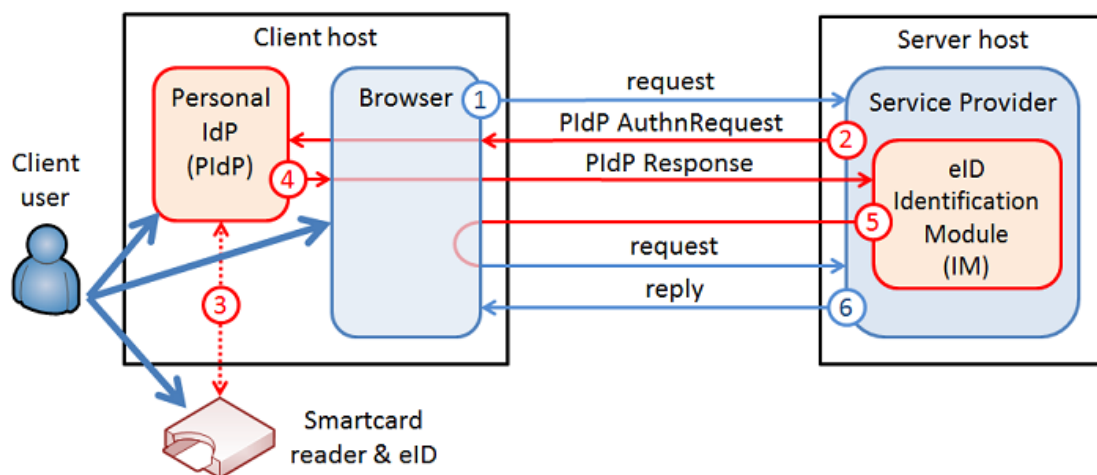 Client host
Server host
Personal
IdP
(PIdP)
Browser
1
request
Service Provider
PIdP AuthnRequest
2
4
PIdP Response
eID
Identification
Module
(IM)
Client
user
5
request
3
reply
6
Smartcard
reader & eID